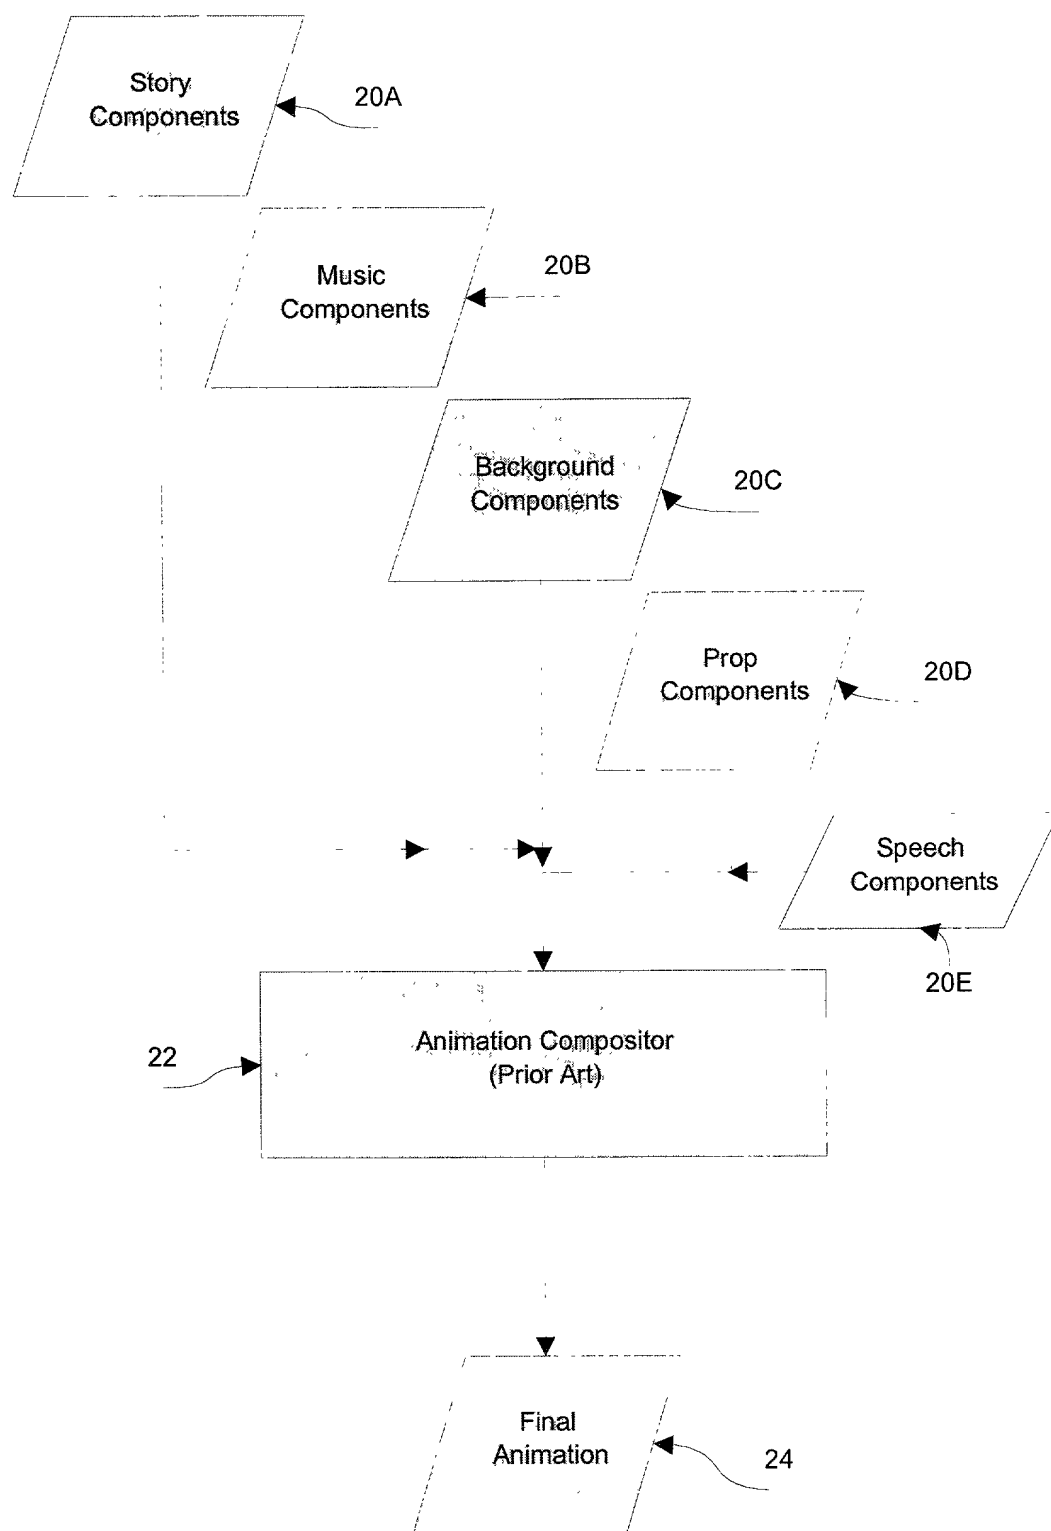 Story
Components
20A
Music
Components
20B
Background
Components
20C
Prop
Components
20D
Speech
Components
20E
Animation Compositor
(Prior Art)
22
Final
Animation
24